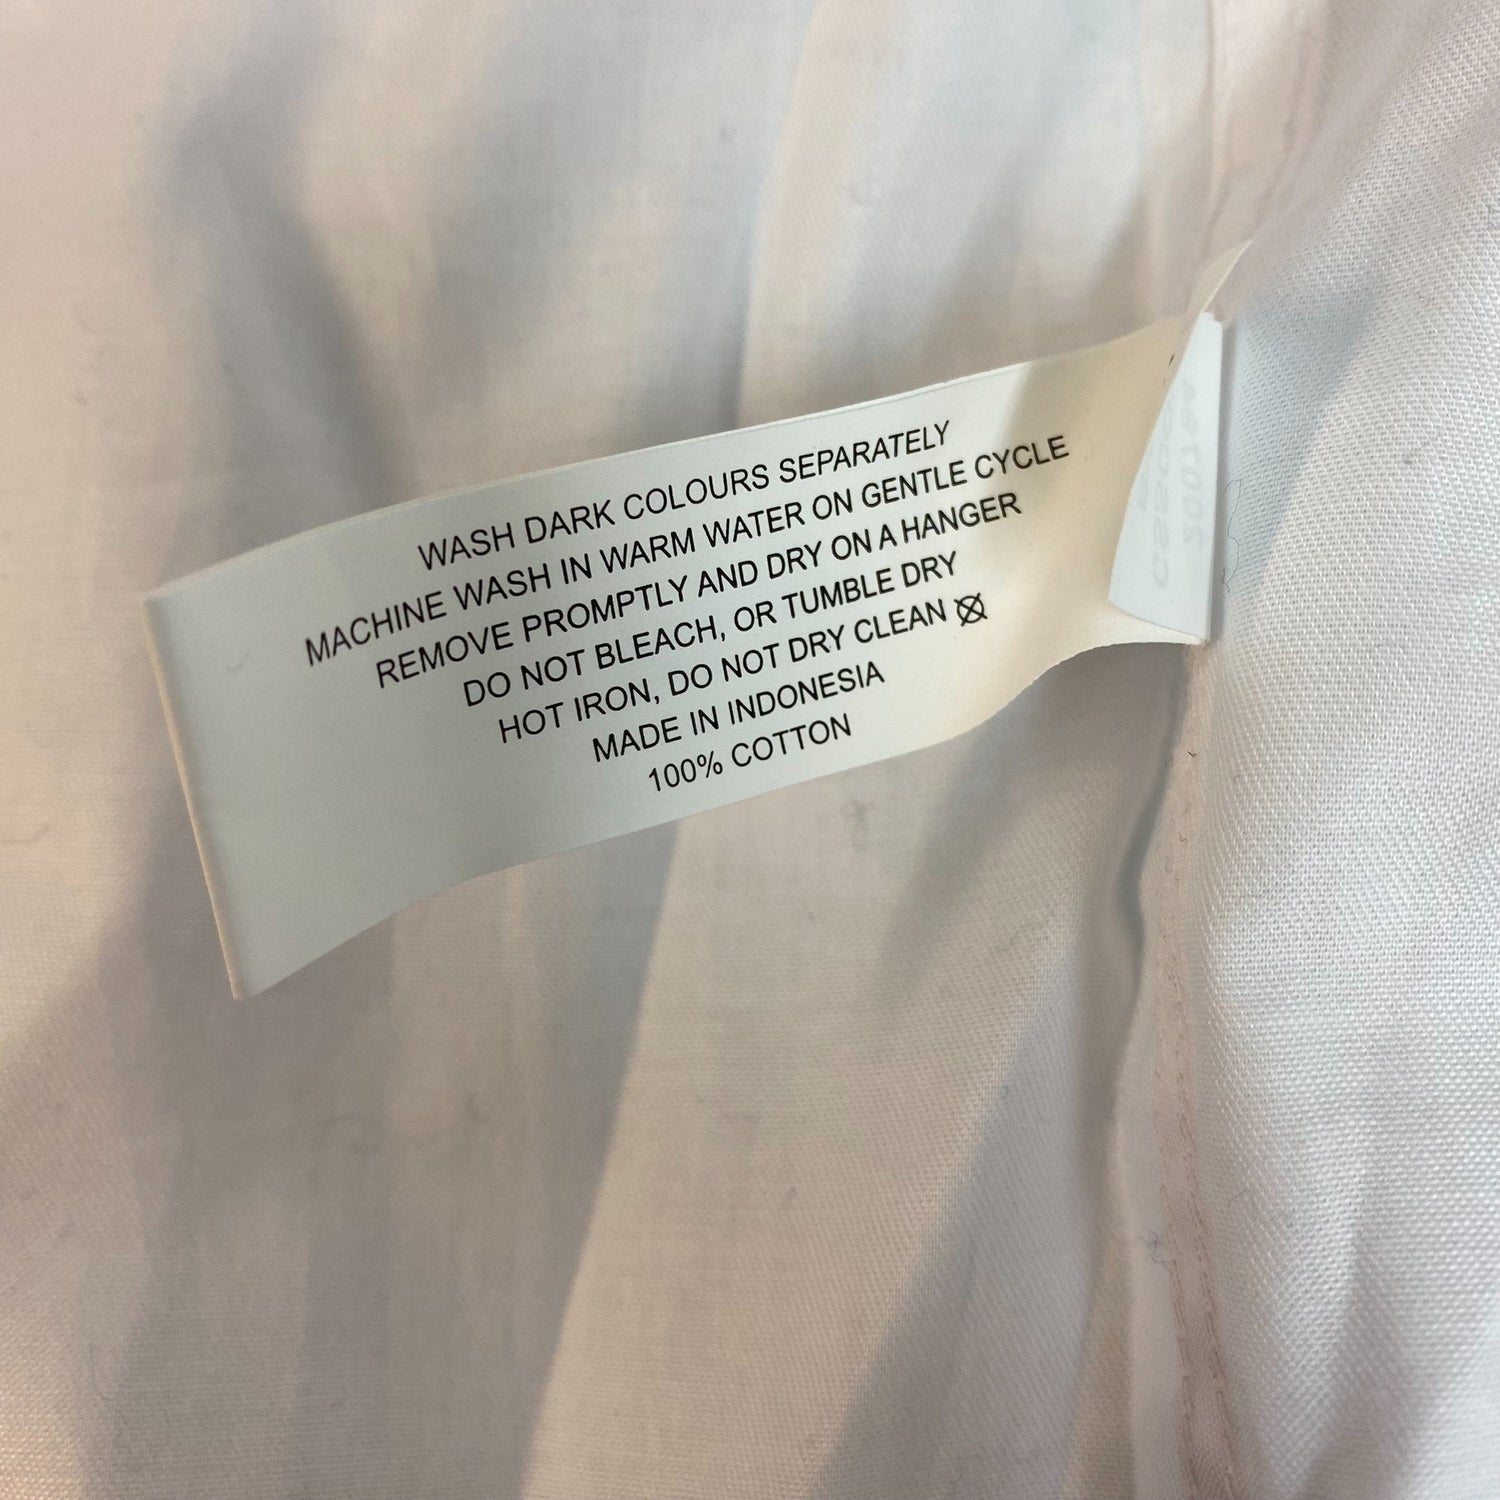 WASH DARK COLOURS SEPARATELY
MACHINE WASH IN WARM WATER ON GENTLE CYCLE
REMOVE PROMPTLY AND DRY ON A HANGER
DO NOT BLEACH, OR TUMBLE DRY
HOT IRON, DO NOT DRY CLEAN
MADE IN INDONESIA
100% COTTON